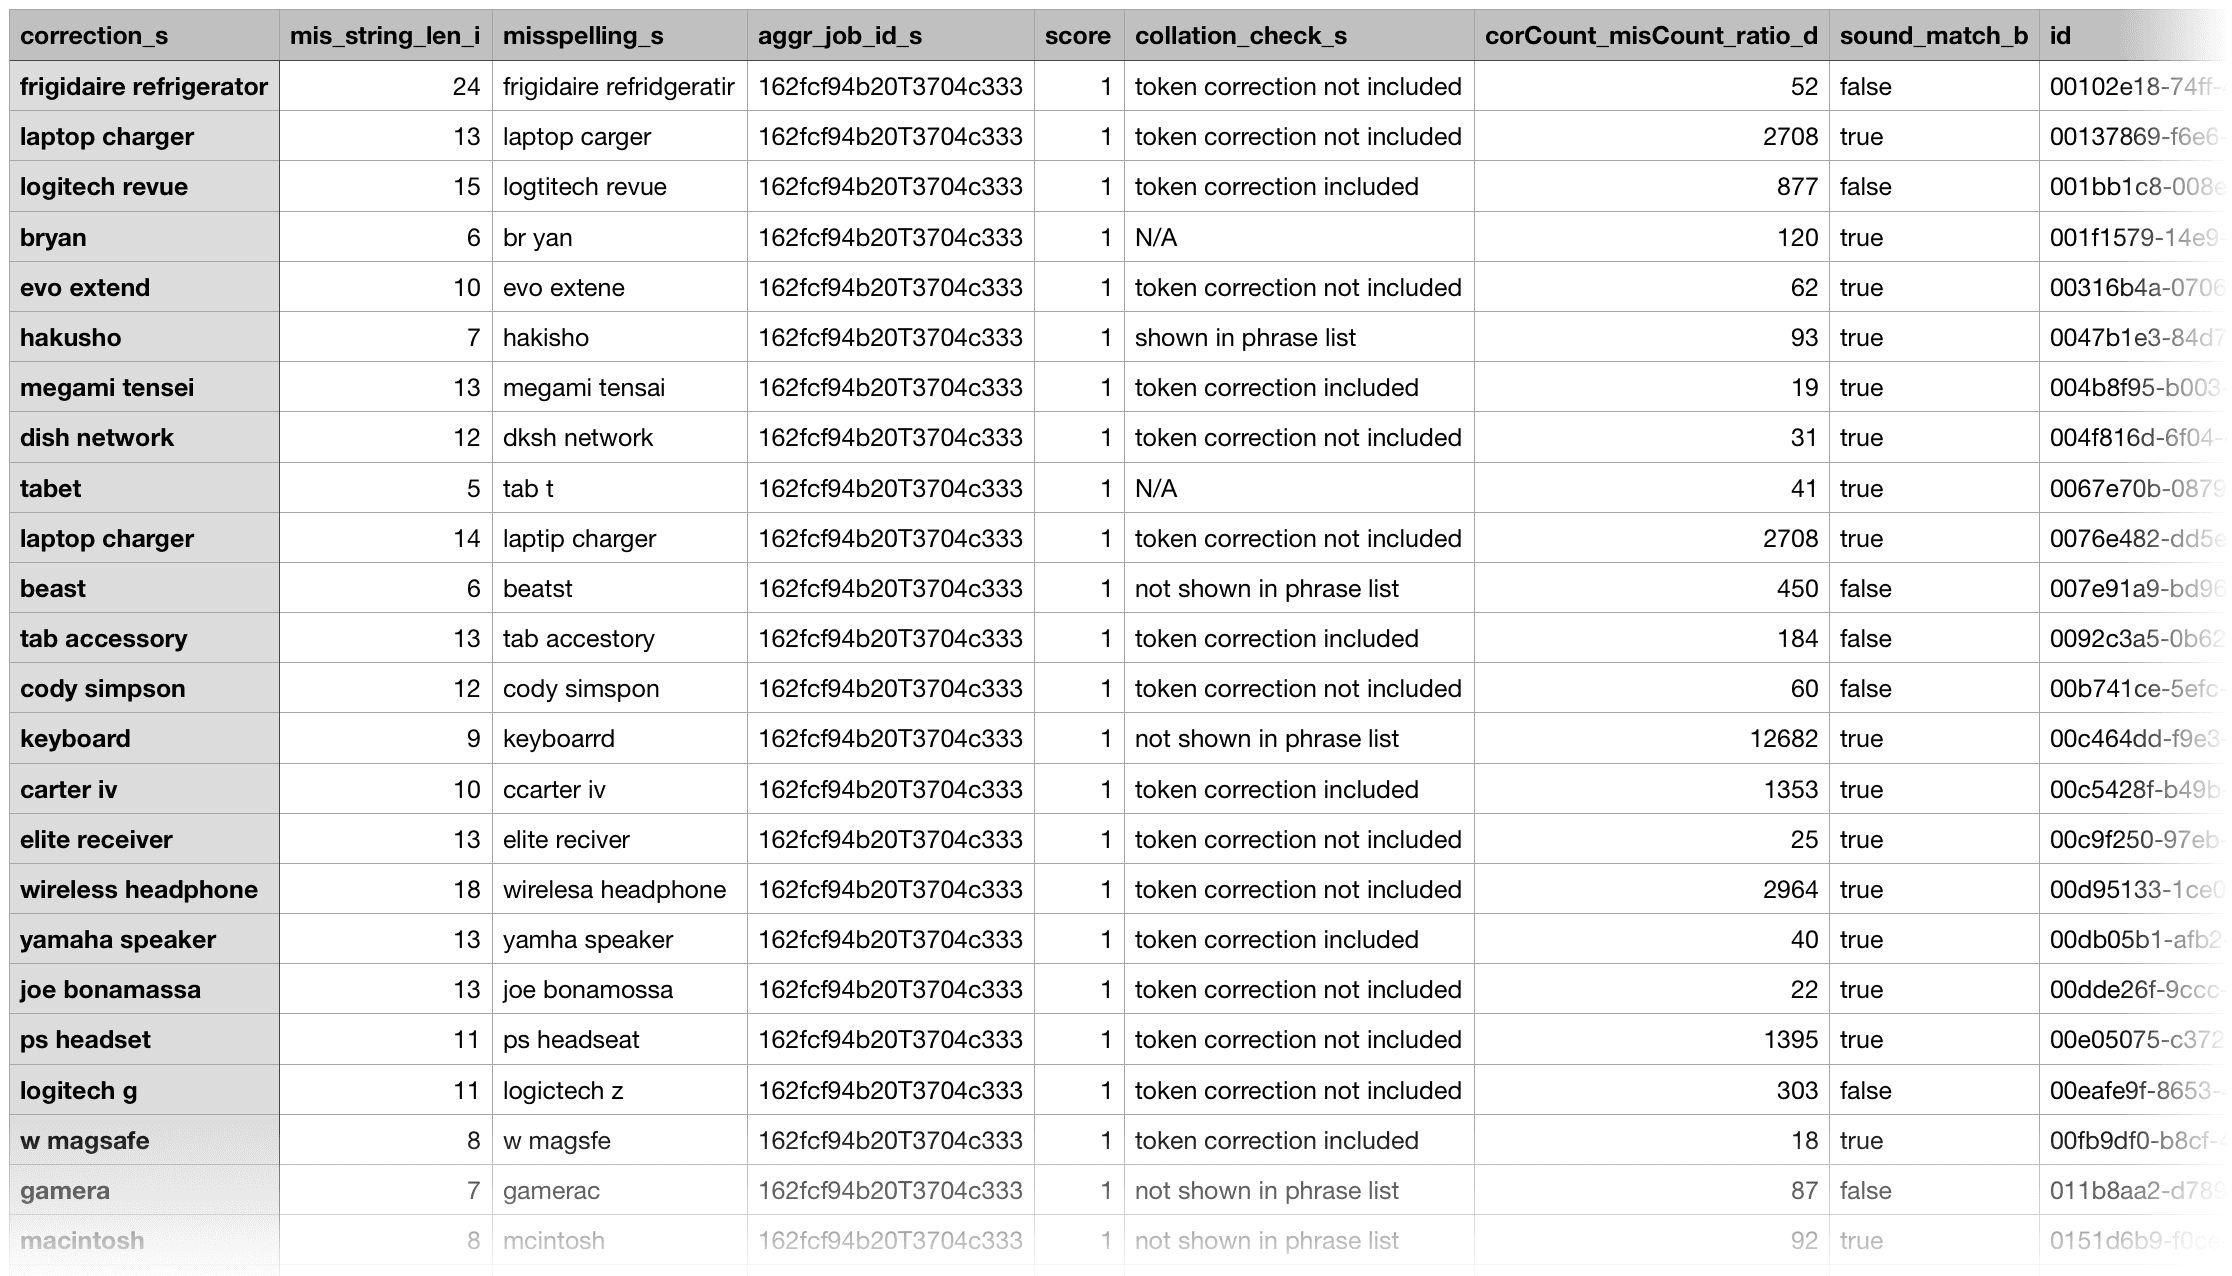 correction_s mis_string_len_i misspelling_s aggr_job_id_s score collation_check_s corCount_misCount_ratio_d sound_match_b id
frigidaire refrigerator 24 frigidaire refridgeratir 162fcf94b20T3704c333 1 token correction not included 52 false 00102e18-74ff-
laptop charger 13 laptop carger 162fcf94b20T3704c333 1 token correction not included 2708 true 00137869-f6e6-
logitech revue 15 logtitech revue 162fcf94b20T3704c333 1 token correction included 877 false 001bb1c8-008e
bryan 6 br yan 162fcf94b20T3704c333 1 N/A 120 true 001f1579-14e9-
evo extend 10 evo extene 162fcf94b20T3704c333 1 token correction not included 62 true 00316b4a-0706
hakusho 7 hakisho 162fcf94b20T3704c333 1 shown in phrase list 93 true 0047b1e3-84d7
megami tensei 13 megami tensai 162fcf94b20T3704c333 1 token correction included 19 true 004b8f95-b003-
dish network 12 dksh network 162fcf94b20T3704c333 1 token correction not included 31 true 004f816d-6f04-
tabet 5 tab t 162fcf94b20T3704c333 1 N/A 41 true 0067e70b-0879
laptop charger 14 laptip charger 162fcf94b20T3704c333 1 token correction not included 2708 true 0076e482-dd5e
beast 6 beatst 162fcf94b20T3704c333 1 not shown in phrase list 450 false 007e91a9-bd96
tab accessory 13 tab accestory 162fcf94b20T3704c333 1 token correction included 184 false 0092c3a5-0b62
cody simpson 12 cody simspon 162fcf94b20T3704c333 1 token correction not included 60 false 00b741ce-5efc-
keyboard 9 keyboarrd 162fcf94b20T3704c333 1 not shown in phrase list 12682 true 00c464dd-f9e3-
carter iv 10 ccarter iv 162fcf94b20T3704c333 1 token correction included 1353 true 00c5428f-b49b-
elite receiver 13 elite reciver 162fcf94b20T3704c333 1 token correction not included 25 true 00c9f250-97eb-
wireless headphone 18 wirelesa headphone 162fcf94b20T3704c333 1 token correction not included 2964 true 00d95133-1ce0
yamaha speaker 13 yamha speaker 162fcf94b20T3704c333 1 token correction included 40 true 00db05b1-afb2-
joe bonamassa 13 joe bonamossa 162fcf94b20T3704c333 1 token correction not included 22 true 00dde26f-9ccc-
ps headset 11 ps headseat 162fcf94b20T3704c333 1 token correction not included 1395 true 00e05075-c372
logitech g 11 logictech z 162fcf94b20T3704c333 1 token correction not included 303 false 00eafe9f-8653-
w magsafe 8 w magsfe 162fcf94b20T3704c333 1 token correction included 18 true 00fb9df0-b8cf-4
gamera 7 gamerac 162fcf94b20T3704c333 1 not shown in phrase list 87 false 011b8aa2-d789
macintosh 8 mcintosh 162fcf94b20T3704c333 1 not shown in phrase list 92 true 0151d6b9-f0ce